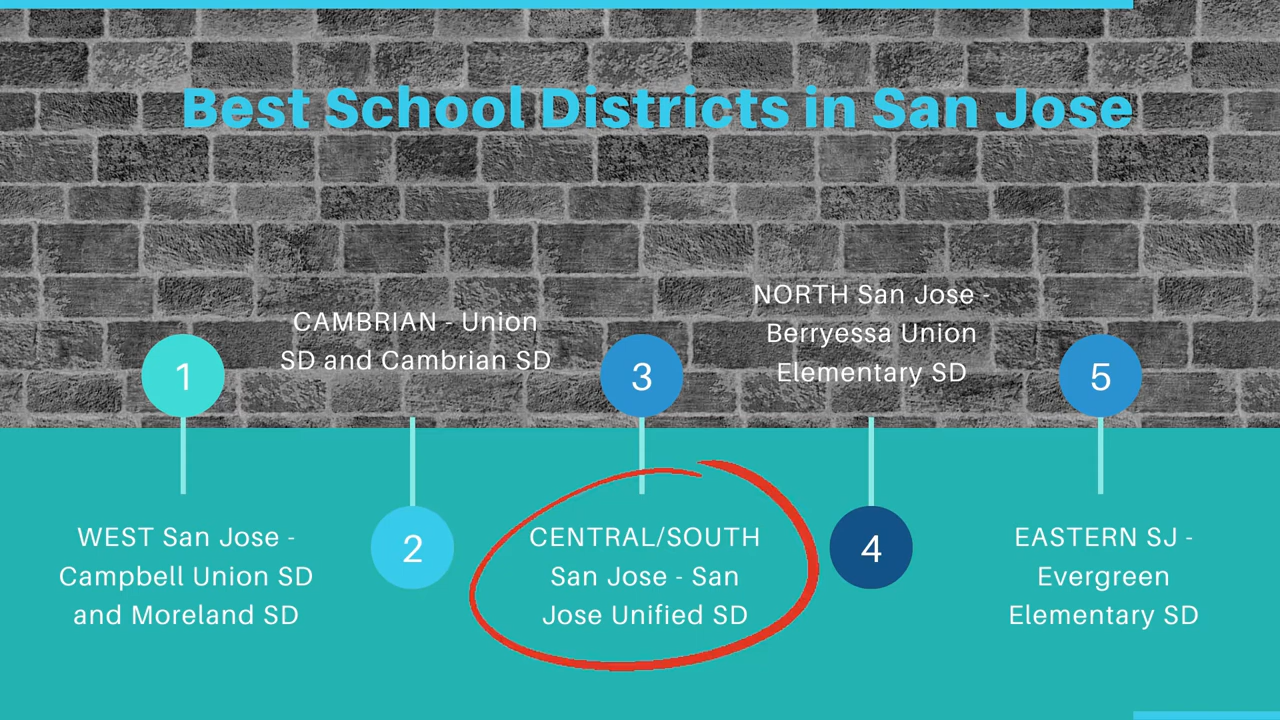 Best School Districts in San Jose
1
WEST San Jose -
Campbell Union SD
and Moreland SD
CAMBRIAN - Union
SD and Cambrian SD
2
3
CENTRAL/SOUTH
San Jose - San
Jose Unified SD
NORTH San Jose -
Berryessa Union
Elementary SD
4
5
EASTERN SJ -
Evergreen
Elementary SD